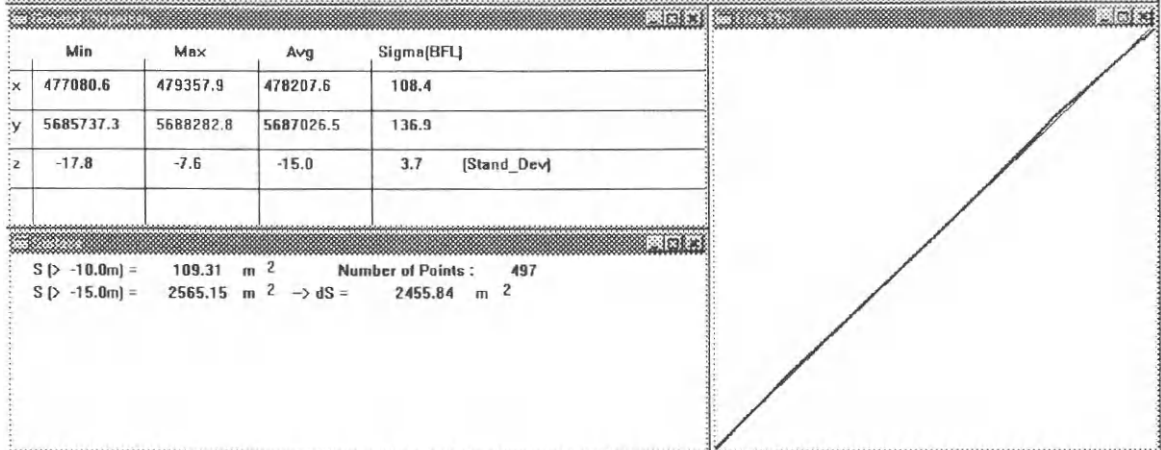 Min Max Avg Sigma(BFL)
x 477080.6 479357.9 478207.6 108.4
y 5685737.3 5688282.8 5687026.5 136.9
z -17.8 -7.6 -15.0 3.7 (Stand_Dev)
S (> -10.0m) = 109.31 m 2 Number of Points : 497
S (> -15.0m) = 2565.15 m 2 -> dS = 2455.84 m 2